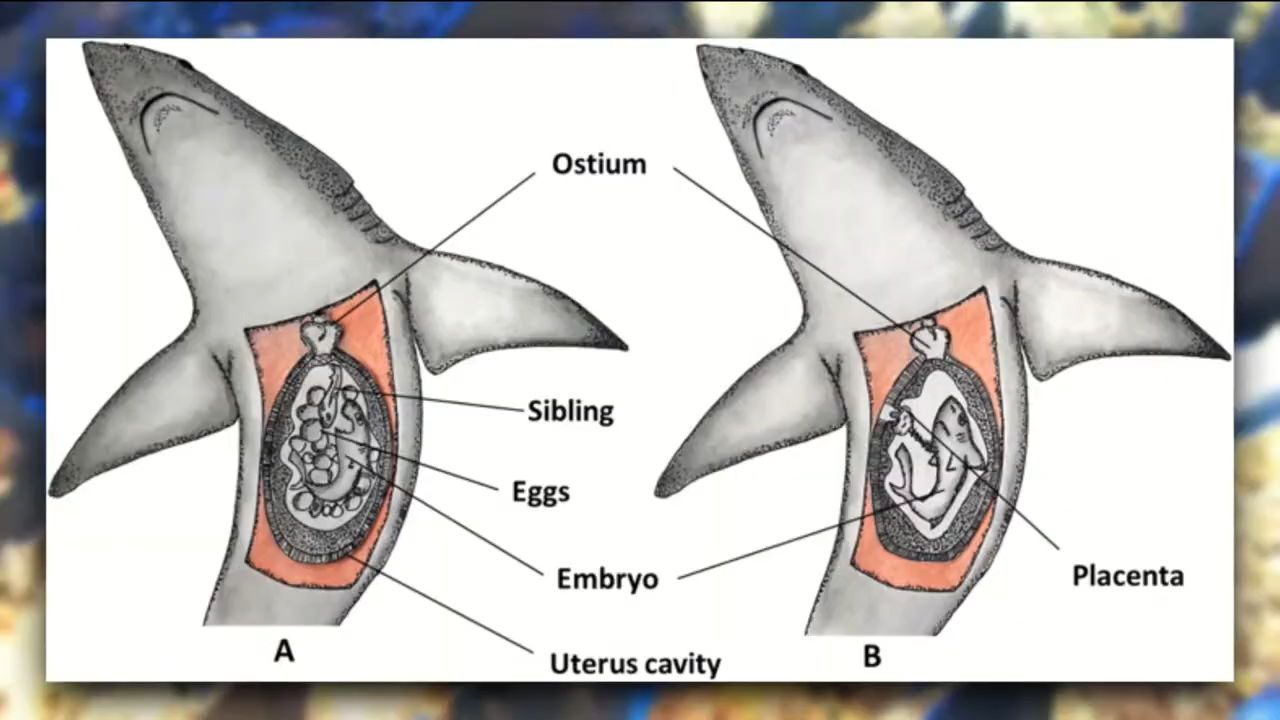 Ostium
Sibling
Eggs
Embryo
Placenta
A
B
Uterus cavity